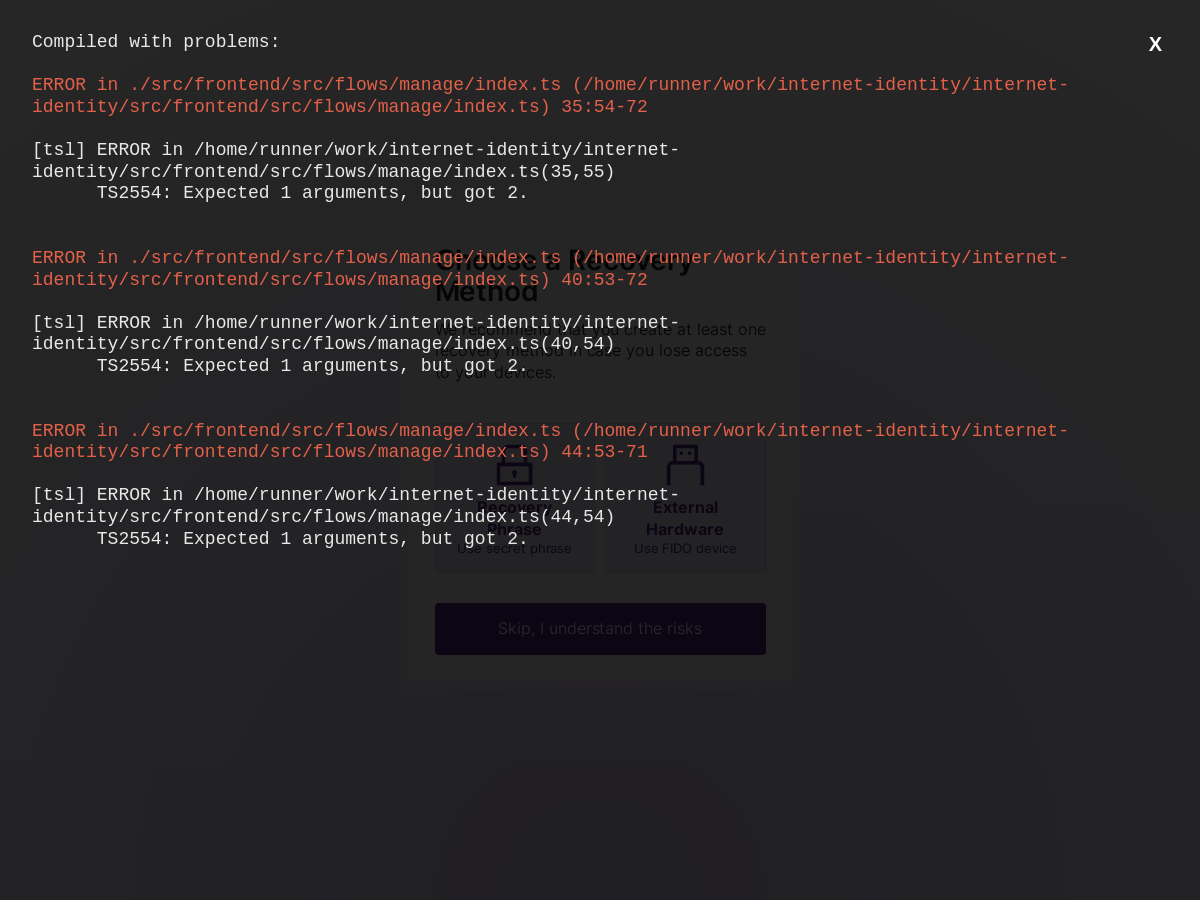 Compiled with problems:
X
ERROR in ./src/frontend/src/flows/manage/index.ts (/home/runner/work/internet-identity/internet-
identity/src/frontend/src/flows/manage/index.ts) 35:54-72
[tsl] ERROR in /home/runner/work/internet-identity/internet-
identity/src/frontend/src/flows/manage/index.ts(35,55)
TS2554: Expected 1 arguments, but got 2.
ERROR in ./src/frontend/src/flows/manage/index.ts (/home/runner/work/internet-identity/internet-
identity/src/frontend/src/flows/manage/index.ts) 40:53-72
[tsl] ERROR in /home/runner/work/internet-identity/internet-
identity/src/frontend/src/flows/manage/index.ts(40,54)
TS2554: Expected 1 arguments, but got 2.
ERROR in ./src/frontend/src/flows/manage/index.ts (/home/runner/work/internet-identity/internet-
identity/src/frontend/src/flows/manage/index.ts) 44:53-71
[tsl] ERROR in /home/runner/work/internet-identity/internet-
identity/src/frontend/src/flows/manage/index.ts(44,54)
TS2554: Expected 1 arguments, but got 2.
Choose a Recovery
Method
We recommend that you create at least one
recovery method in case you lose access
to your devices.
Recovery
Phrase
Use secret phrase
External
Hardware
Use FIDO device
Skip, I understand the risks